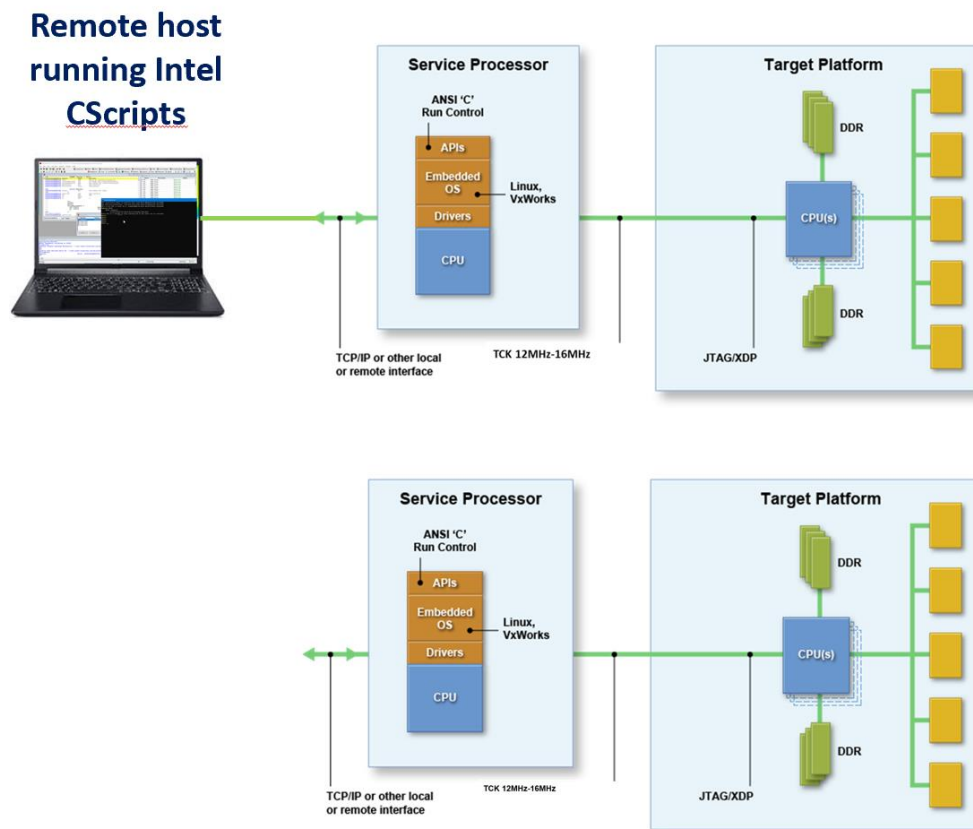 Remote host
running Intel
CScripts
Service Processor
ANSI ‘C’
Run Control
APIs
Embedded
OS
Linux,
VxWorks
Drivers
CPU
TCP/IP or other local
or remote interface
TCK 12MHz-16MHz
Target Platform
DDR
CPU(s)
DDR
JTAG/XDP
Service Processor
ANSI ‘C’
Run Control
APIs
Embedded
OS
Linux,
VxWorks
Drivers
CPU
TCP/IP or other local
or remote interface
TCK 12MHz-16MHz
Target Platform
DDR
CPU(s)
DDR
JTAG/XDP